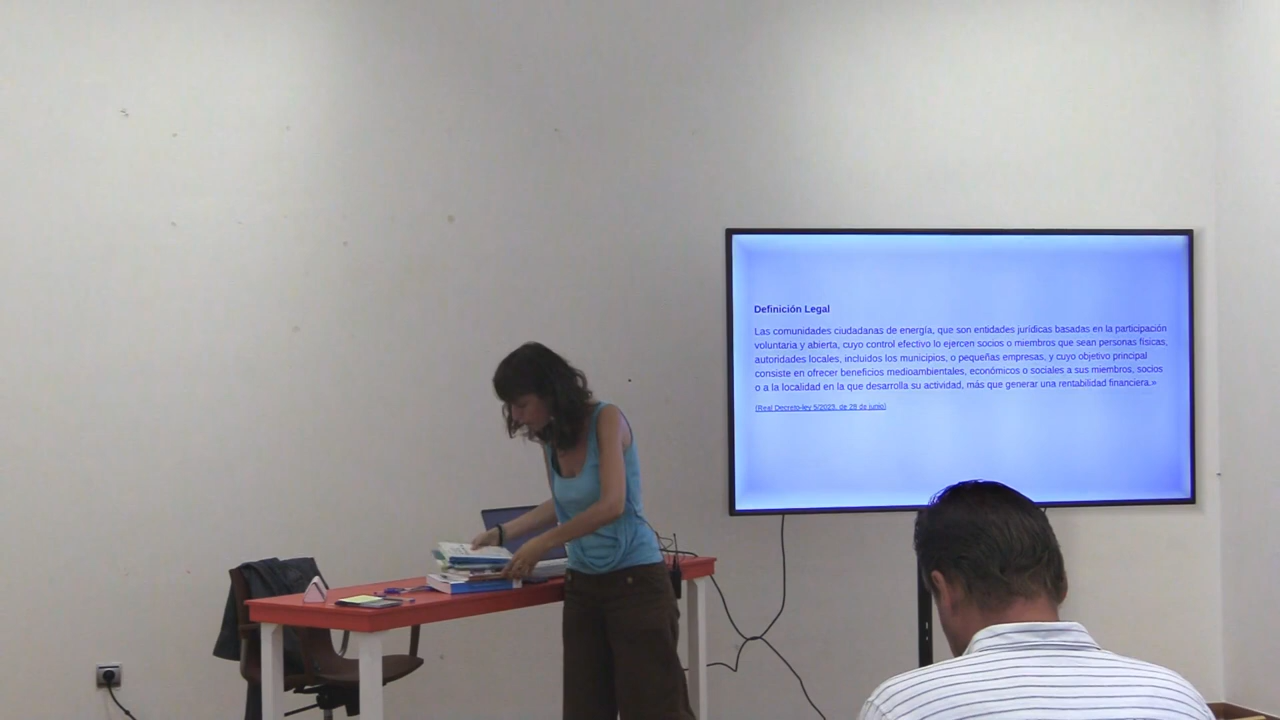 Definición Legal
Las comunidades ciudadanas de energía, que son entidades jurídicas basadas en la participación
voluntaria y abierta, cuyo control efectivo lo ejercen socios o miembros que sean personas físicas,
autoridades locales, incluidos los municipios, o pequeñas empresas, y cuyo objetivo principal
consiste en ofrecer beneficios medioambientales, económicos o sociales a sus miembros, socios
o a la localidad en la que desarrolla su actividad, más que generar una rentabilidad financiera.»
(Real Decreto-ley 5/2023, de 28 de junio)